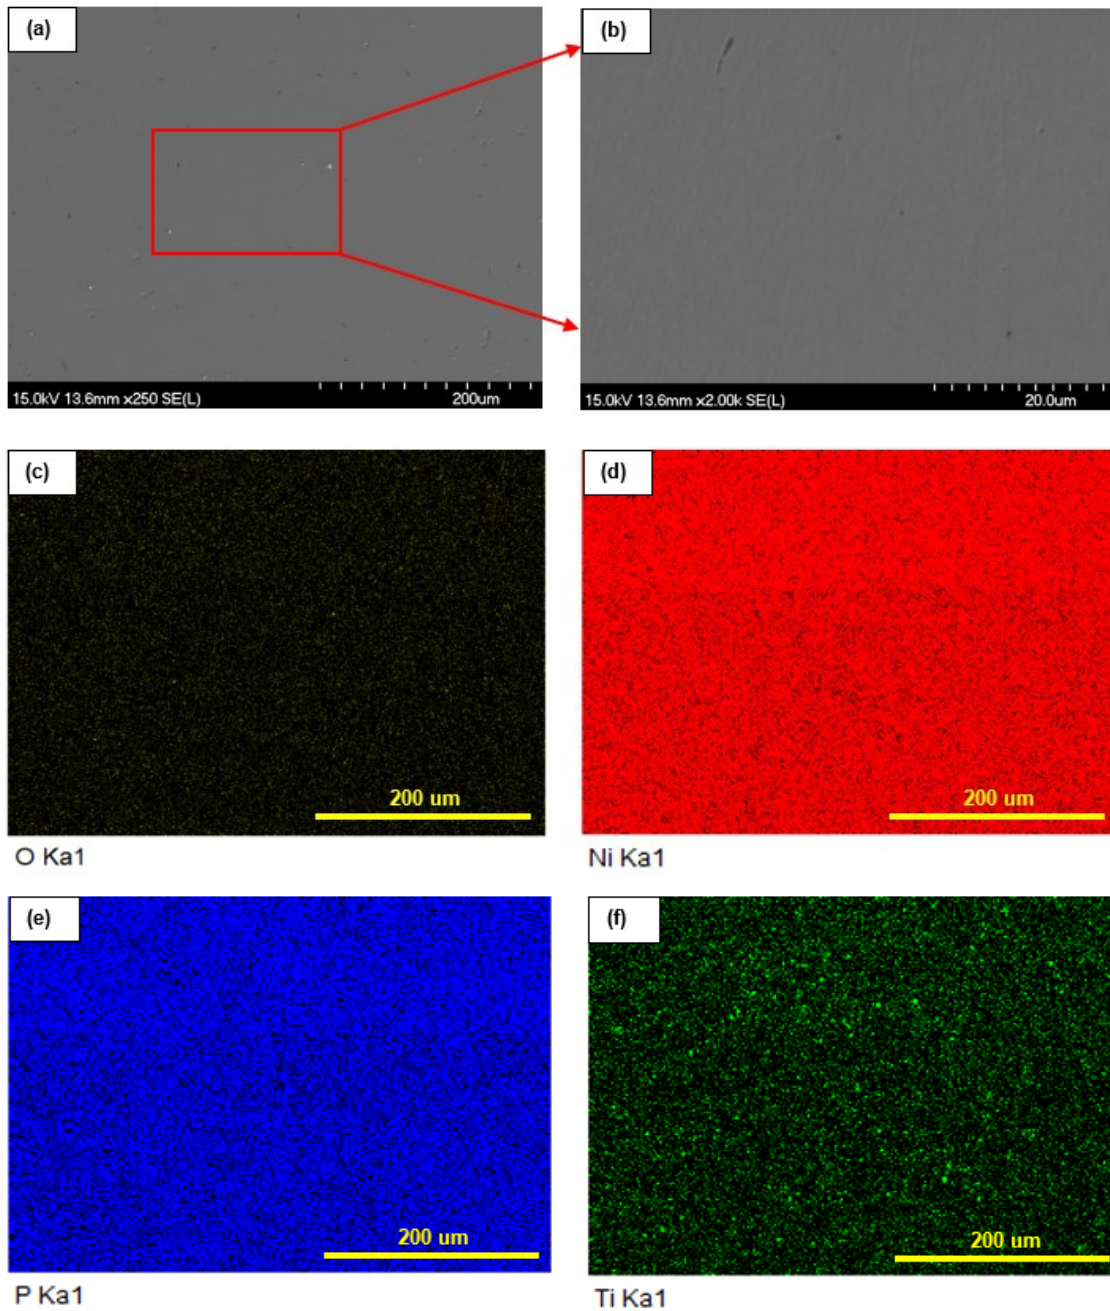 (a)
(b)
15.0kV 13.6mm x250 SE(L) 200um
15.0kV 13.6mm x2.00k SE(L) 20.0um
(c)
(d)
200 um
200 um
O Ka1
Ni Ka1
(e)
(f)
200 um
200 um
P Ka1
Ti Ka1